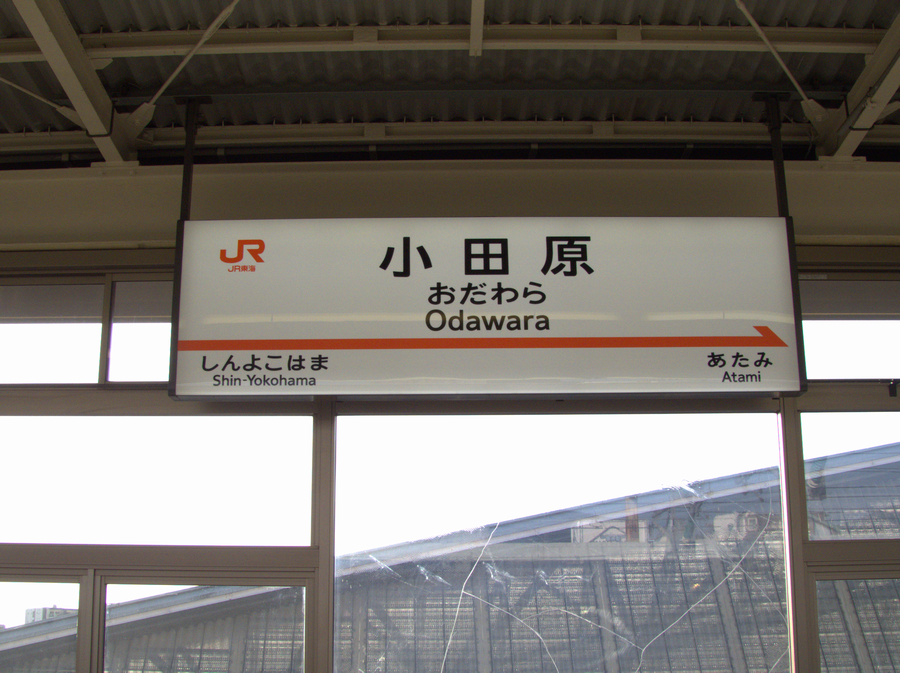 JR
JR東海
小田原
おだわら
Odawara
しんよこはま
Shin-Yokohama
あたみ
Atami